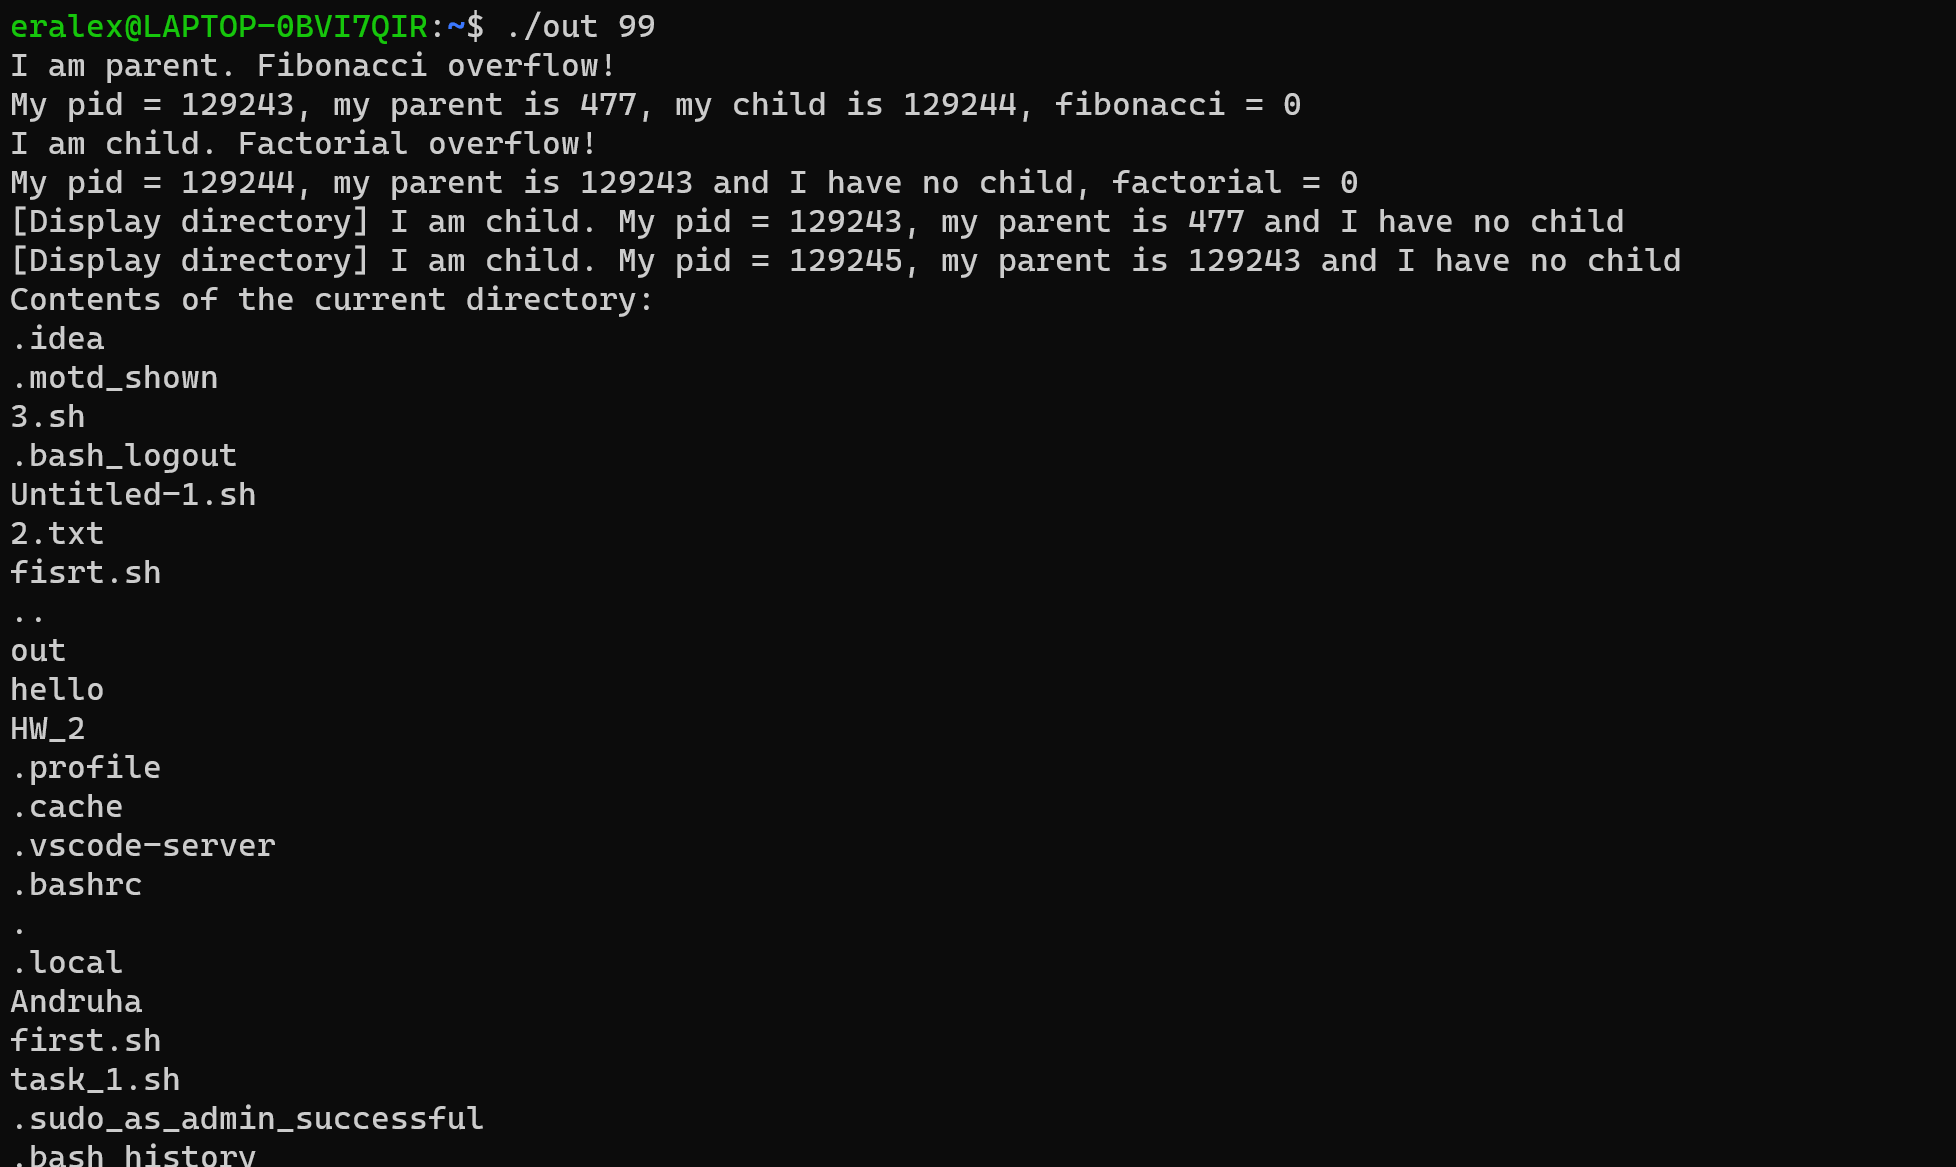 eralex@LAPTOP-0BVI7QIR:~$ ./out 99
I am parent. Fibonacci overflow!
My pid = 129243, my parent is 477, my child is 129244, fibonacci = 0
I am child. Factorial overflow!
My pid = 129244, my parent is 129243 and I have no child, factorial = 0
[Display directory] I am child. My pid = 129243, my parent is 477 and I have no child
[Display directory] I am child. My pid = 129245, my parent is 129243 and I have no child
Contents of the current directory:
.idea
.motd_shown
3.sh
.bash_logout
Untitled-1.sh
2.txt
fisrt.sh
..
out
hello
HW_2
.profile
.cache
.vscode-server
.bashrc
.
.local
Andruha
first.sh
task_1.sh
.sudo_as_admin_successful
.bash_history